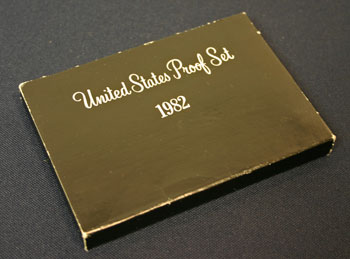 United States Proof Set
1982